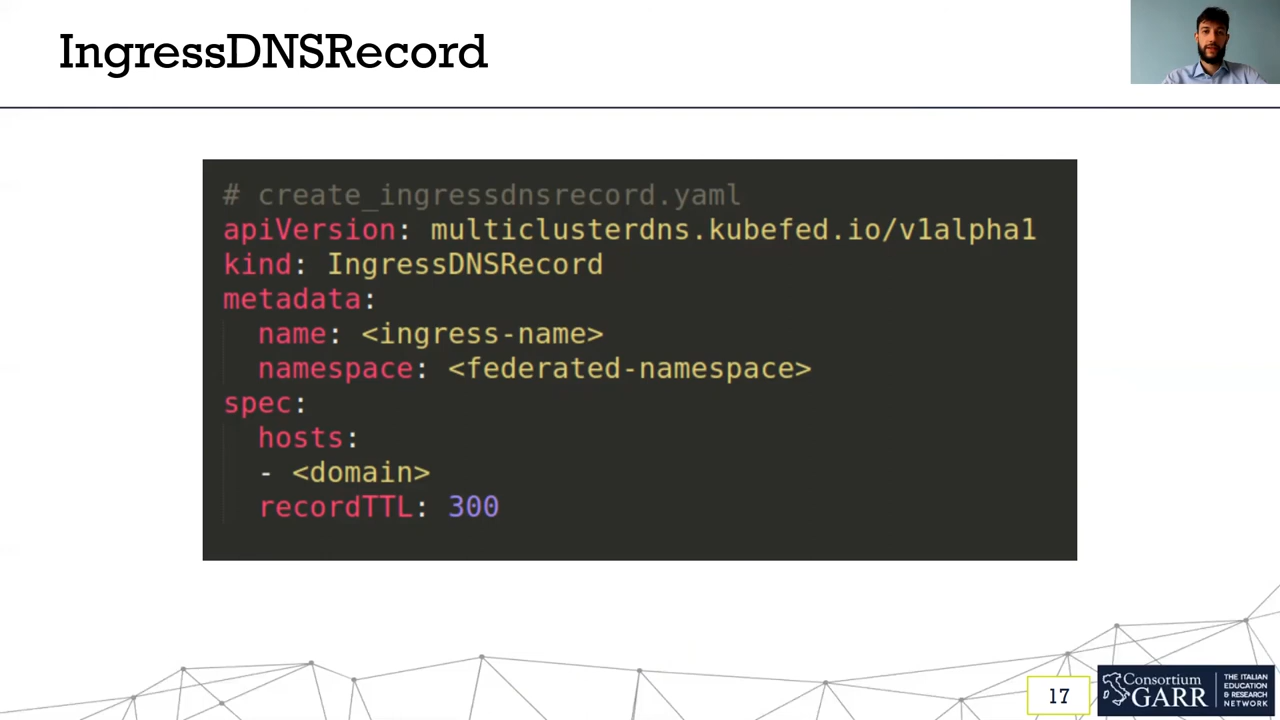 IngressDNSRecord
# create_ingressdnsrecord.yaml
apiVersion: multiclusterdns.kubefed.io/v1alpha1
kind: IngressDNSRecord
metadata:
  name: <ingress-name>
  namespace: <federated-namespace>
spec:
  hosts:
  - <domain>
  recordTTL: 300
17
Consortium
GARR
THE ITALIAN
EDUCATION
& RESEARCH
NETWORK